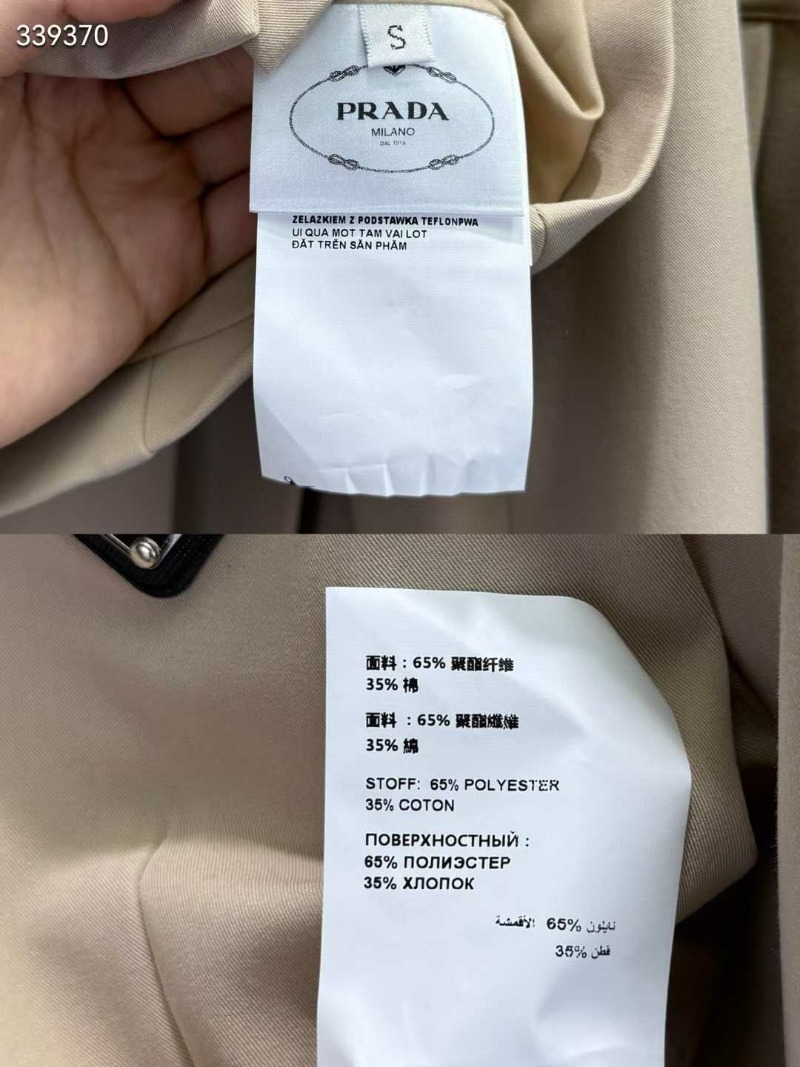 339370
S
PRADA
MILANO
DAL 1913
ZELAZKIEM Z PODSTAWKA TEFLONPWA
UI QUA MOT TAM VAI LOT
ĐĂT TRÊN SẢN PHẨM
面料：65% 聚酯纤维
35% 棉
面料 ：65% 聚酯纖維
35% 綿
STOFF: 65% POLYESTER
35% COTON
ПОВЕРХНОСТНЫЙ :
65% ПОЛИЭСТЕР
35% ХЛОПОК
الأقمشة 65% نايلون
35% قطن